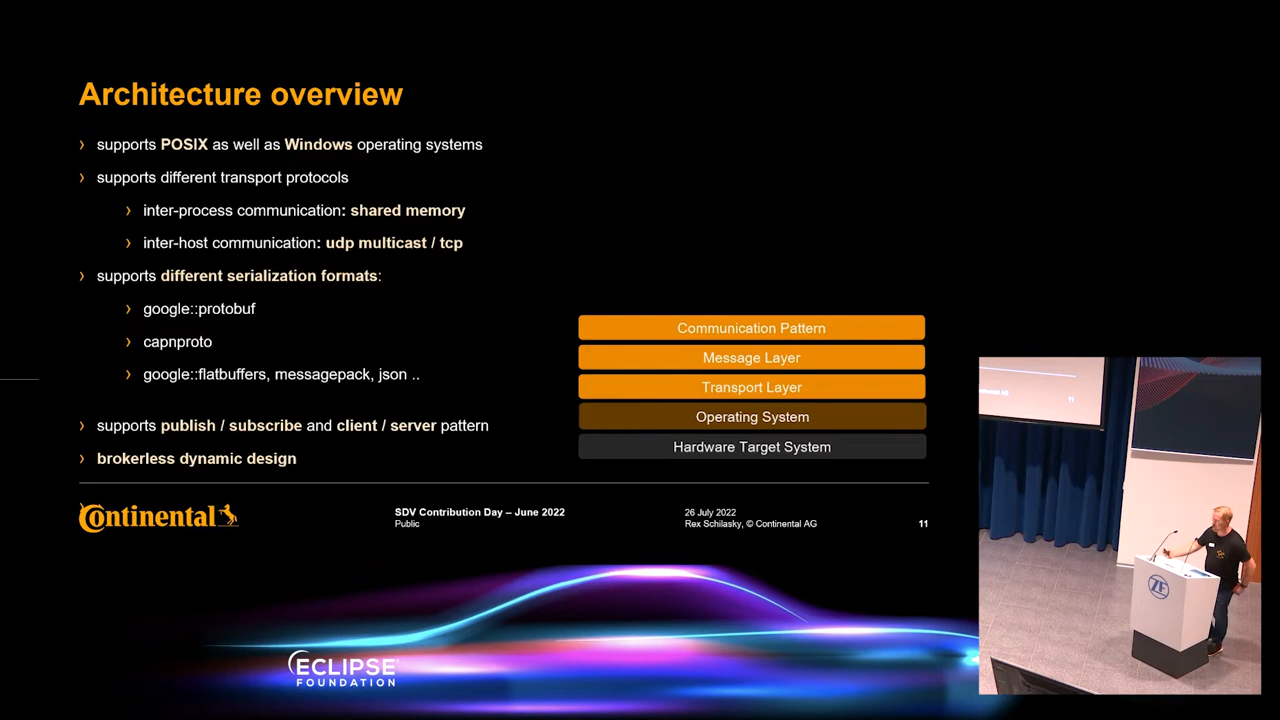 Architecture overview
› supports POSIX as well as Windows operating systems
› supports different transport protocols
› inter-process communication: shared memory
› inter-host communication: udp multicast / tcp
› supports different serialization formats:
› google::protobuf
› capnproto
› google::flatbuffers, messagepack, json ..
› supports publish / subscribe and client / server pattern
› brokerless dynamic design
Communication Pattern
Message Layer
Transport Layer
Operating System
Hardware Target System
Continental
SDV Contribution Day – June 2022
Public
26 July 2022
Rex Schilasky, © Continental AG
11
ZF
ECLIPSE
FOUNDATION